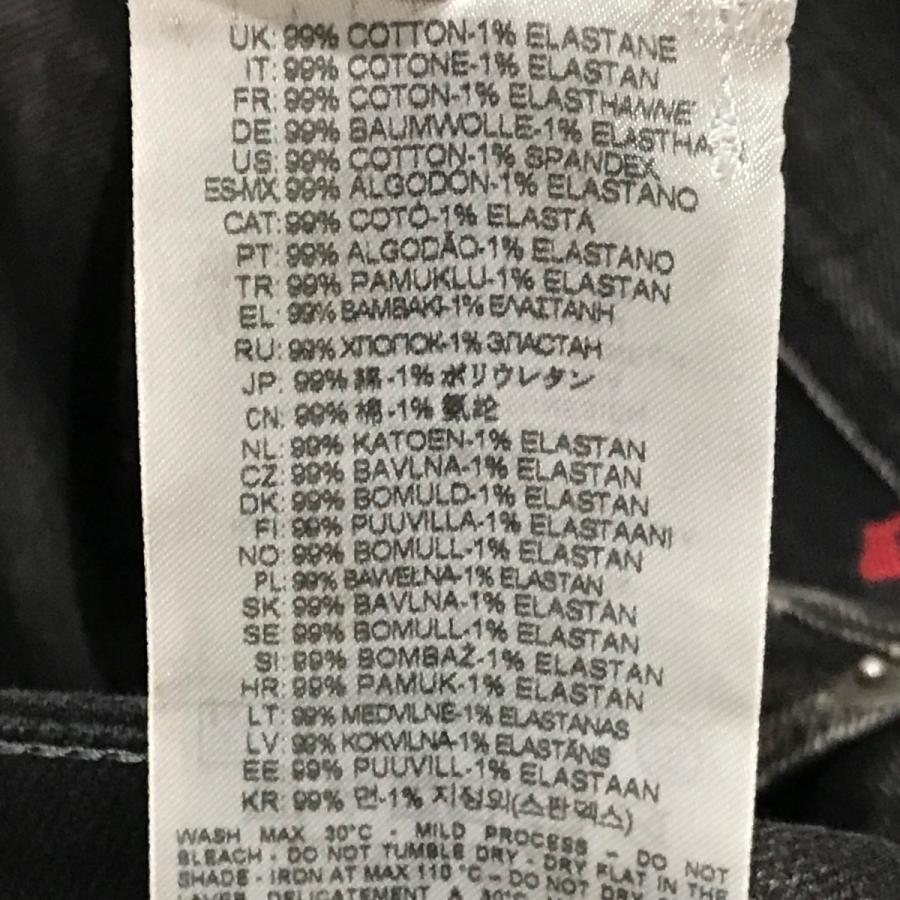 UK: 99% COTTON-1% ELASTANE
IT: 99% COTONE-1% ELASTAN
FR: 99% COTON-1% ELASTHANNE
DE: 99% BAUMWOLLE-1% ELASTHA
US: 99% COTTON-1% SPANDEX
ES-MX 99% ALGODÓN-1% ELASTANO
CAT: 99% COTÓ-1% ELASTÀ
PT: 99% ALGODÃO-1% ELASTANO
TR: 99% PAMUKLU-1% ELASTAN
EL: 99% ΒΑΜΒΑΚΙ-1% ΕΛΑΣΤΑΝΗ
RU: 99% ХЛОПОК-1% ЭЛАСТАН
JP: 99% 綿 -1% ポリウレタン
CN: 99% 棉 -1% 氨纶
NL: 99% KATOEN-1% ELASTAN
CZ: 99% BAVLNA-1% ELASTAN
DK: 99% BOMULD-1% ELASTAN
FI: 99% PUUVILLA-1% ELASTAANI
NO: 99% BOMULL-1% ELASTAN
PL: 99% BAWEŁNA-1% ELASTAN
SK: 99% BAVLNA-1% ELASTAN
SE: 99% BOMULL-1% ELASTAN
SI: 99% BOMBAŽ-1% ELASTAN
HR: 99% PAMUK-1% ELASTAN
LT: 99% MEDVILNĖ-1% ELASTANAS
LV: 99% KOKVILNA-1% ELASTĀNS
EE: 99% PUUVILL-1% ELASTAAN
KR: 99% 면-1% 지정외(스판덱스)
WASH MAX 30°C - MILD PROCESS - DO NOT
BLEACH - DO NOT TUMBLE DRY - DRY FLAT IN THE
SHADE - IRON AT MAX 110 °C - DO NOT DRY
LAVER DELICATEMENT A 30°C